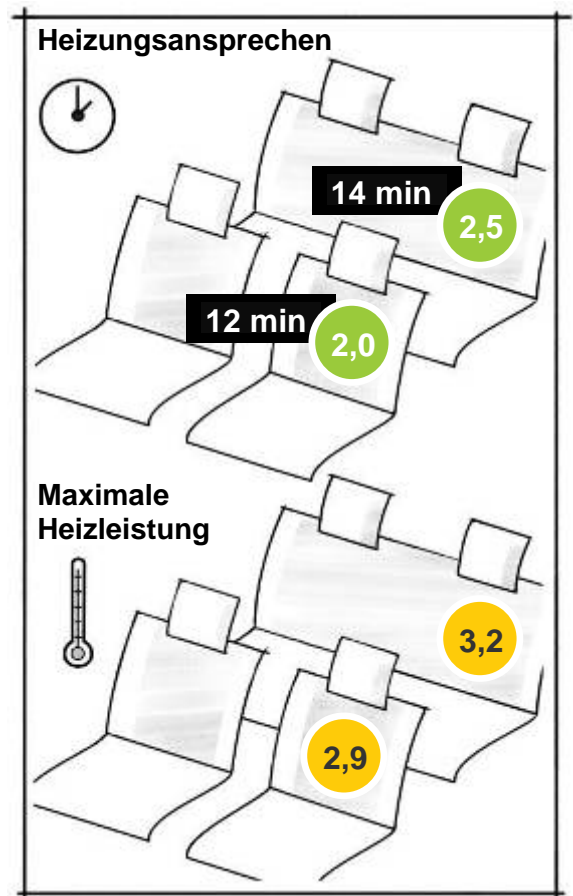 Heizungsansprechen
14 min
2,5
12 min
2,0
Maximale
Heizleistung
3,2
2,9